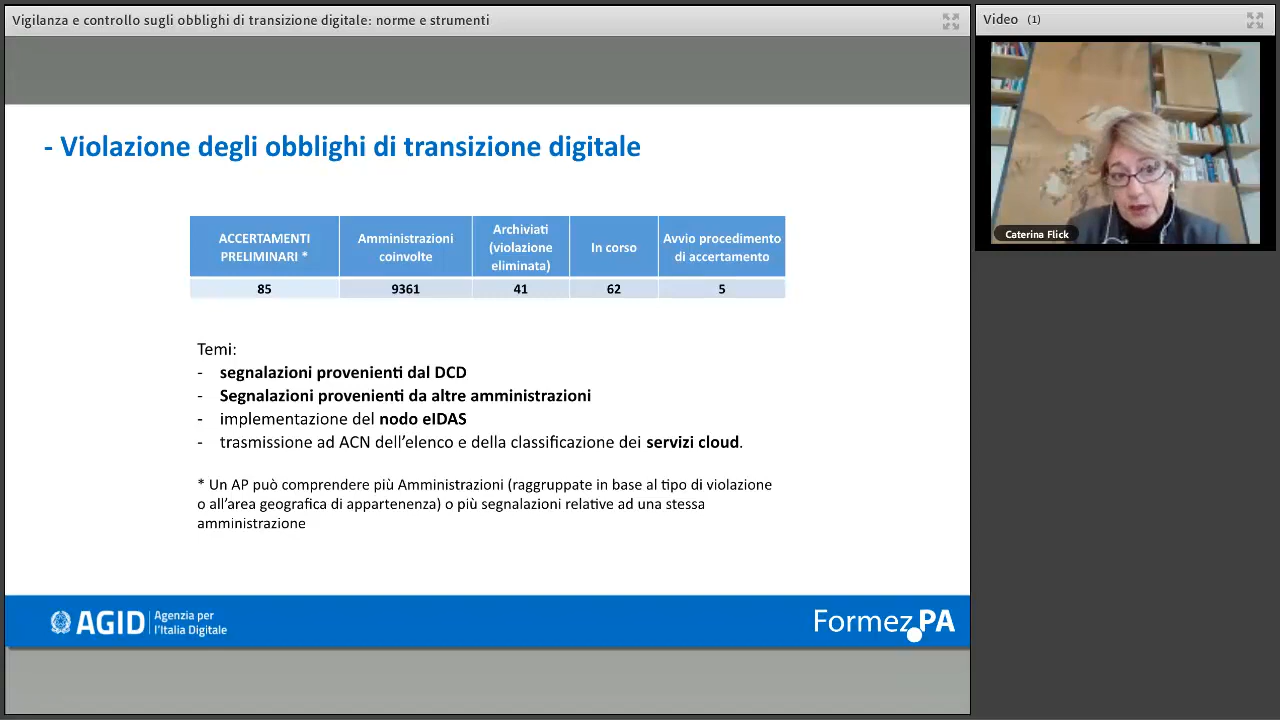 Vigilanza e controllo sugli obblighi di transizione digitale: norme e strumenti
Video (1)
Caterina Flick
- Violazione degli obblighi di transizione digitale
ACCERTAMENTI PRELIMINARI *
Amministrazioni coinvolte
Archiviati (violazione eliminata)
In corso
Avvio procedimento di accertamento
85
9361
41
62
5
Temi:
- segnalazioni provenienti dal DCD
- Segnalazioni provenienti da altre amministrazioni
- implementazione del nodo eIDAS
- trasmissione ad ACN dell’elenco e della classificazione dei servizi cloud.
* Un AP può comprendere più Amministrazioni (raggruppate in base al tipo di violazione
o all’area geografica di appartenenza) o più segnalazioni relative ad una stessa
amministrazione
AGID Agenzia per
l’Italia Digitale
Formez PA